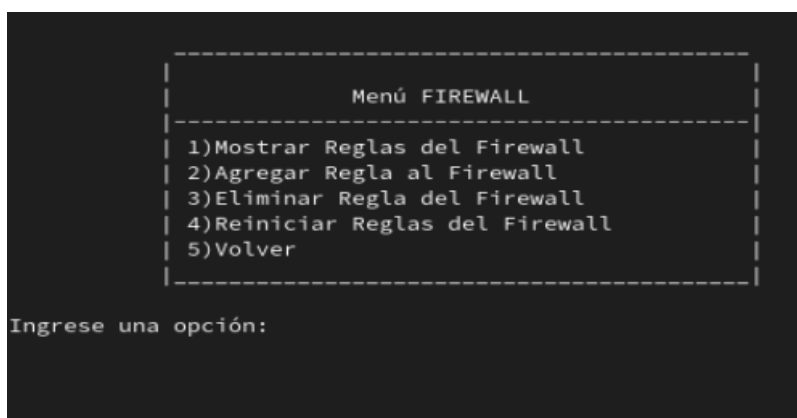 Menú FIREWALL
1)Mostrar Reglas del Firewall
2)Agregar Regla al Firewall
3)Eliminar Regla del Firewall
4)Reiniciar Reglas del Firewall
5)Volver
Ingrese una opción: